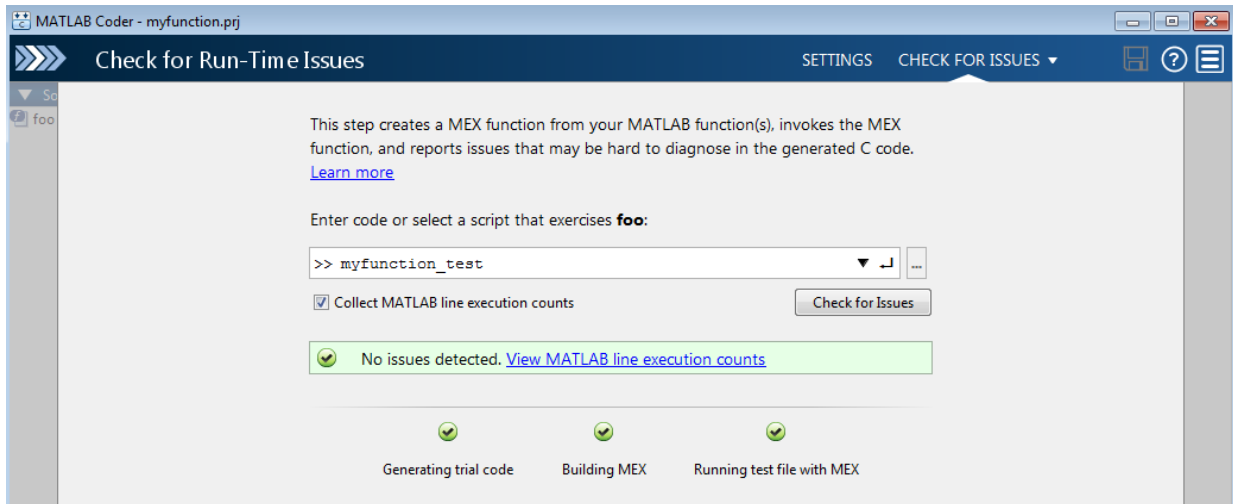 MATLAB Coder - myfunction.prj
Check for Run-Time Issues
SETTINGS
CHECK FOR ISSUES
So
foo
This step creates a MEX function from your MATLAB function(s), invokes the MEX
function, and reports issues that may be hard to diagnose in the generated C code.
Learn more
Enter code or select a script that exercises foo:
>> myfunction_test
...
Collect MATLAB line execution counts
Check for Issues
No issues detected. View MATLAB line execution counts
Generating trial code
Building MEX
Running test file with MEX